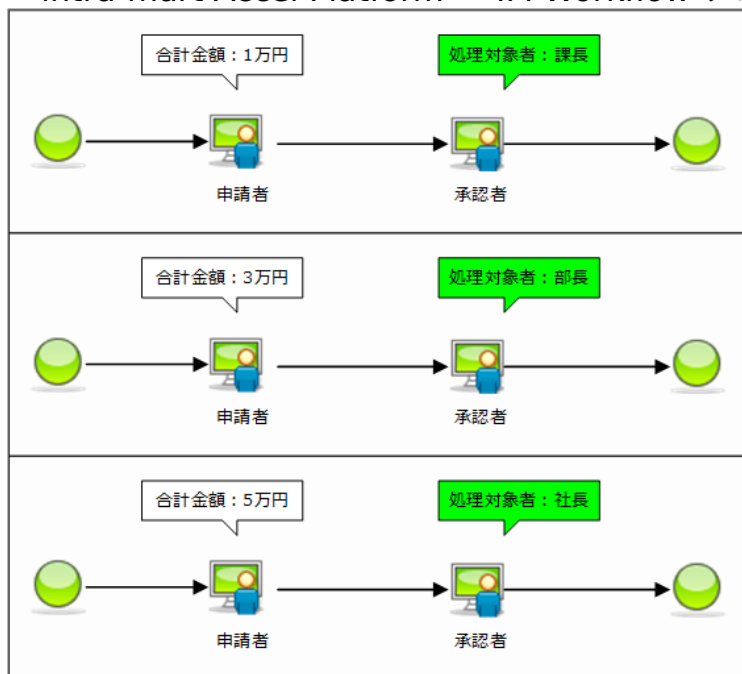 合計金額：1万円
処理対象者：課長
申請者
承認者
合計金額：3万円
処理対象者：部長
申請者
承認者
合計金額：5万円
処理対象者：社長
申請者
承認者